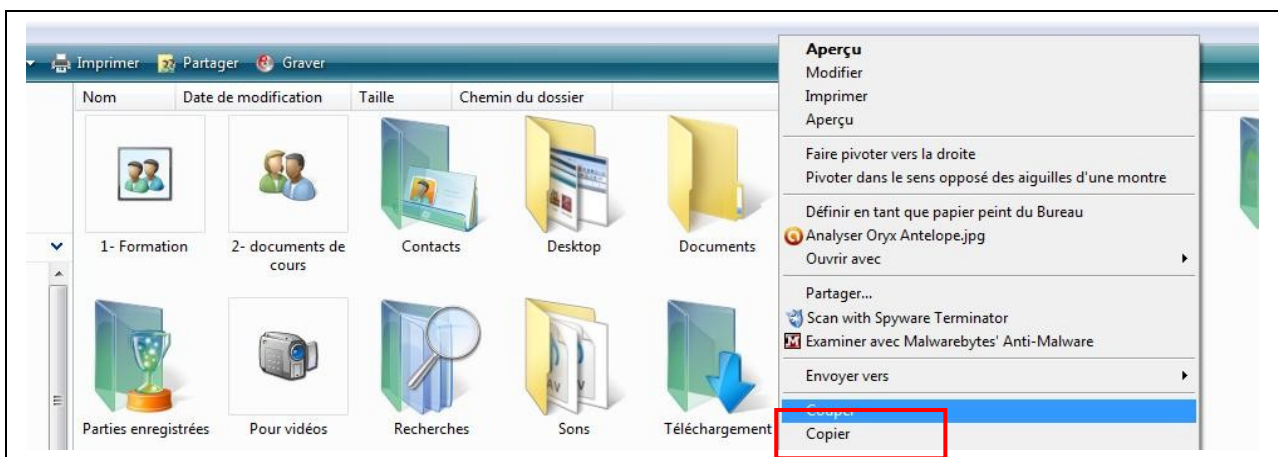 Imprimer Partager Graver
Nom Date de modification Taille Chemin du dossier
1- Formation 2- documents de cours Contacts Desktop Documents
Parties enregistrées Pour vidéos Recherches Sons Téléchargement
Aperçu
Modifier
Imprimer
Aperçu
Faire pivoter vers la droite
Pivoter dans le sens opposé des aiguilles d'une montre
Définir en tant que papier peint du Bureau
Analyser Oryx Antelope.jpg
Ouvrir avec
Partager...
Scan with Spyware Terminator
Examiner avec Malwarebytes' Anti-Malware
Envoyer vers
Couper
Copier